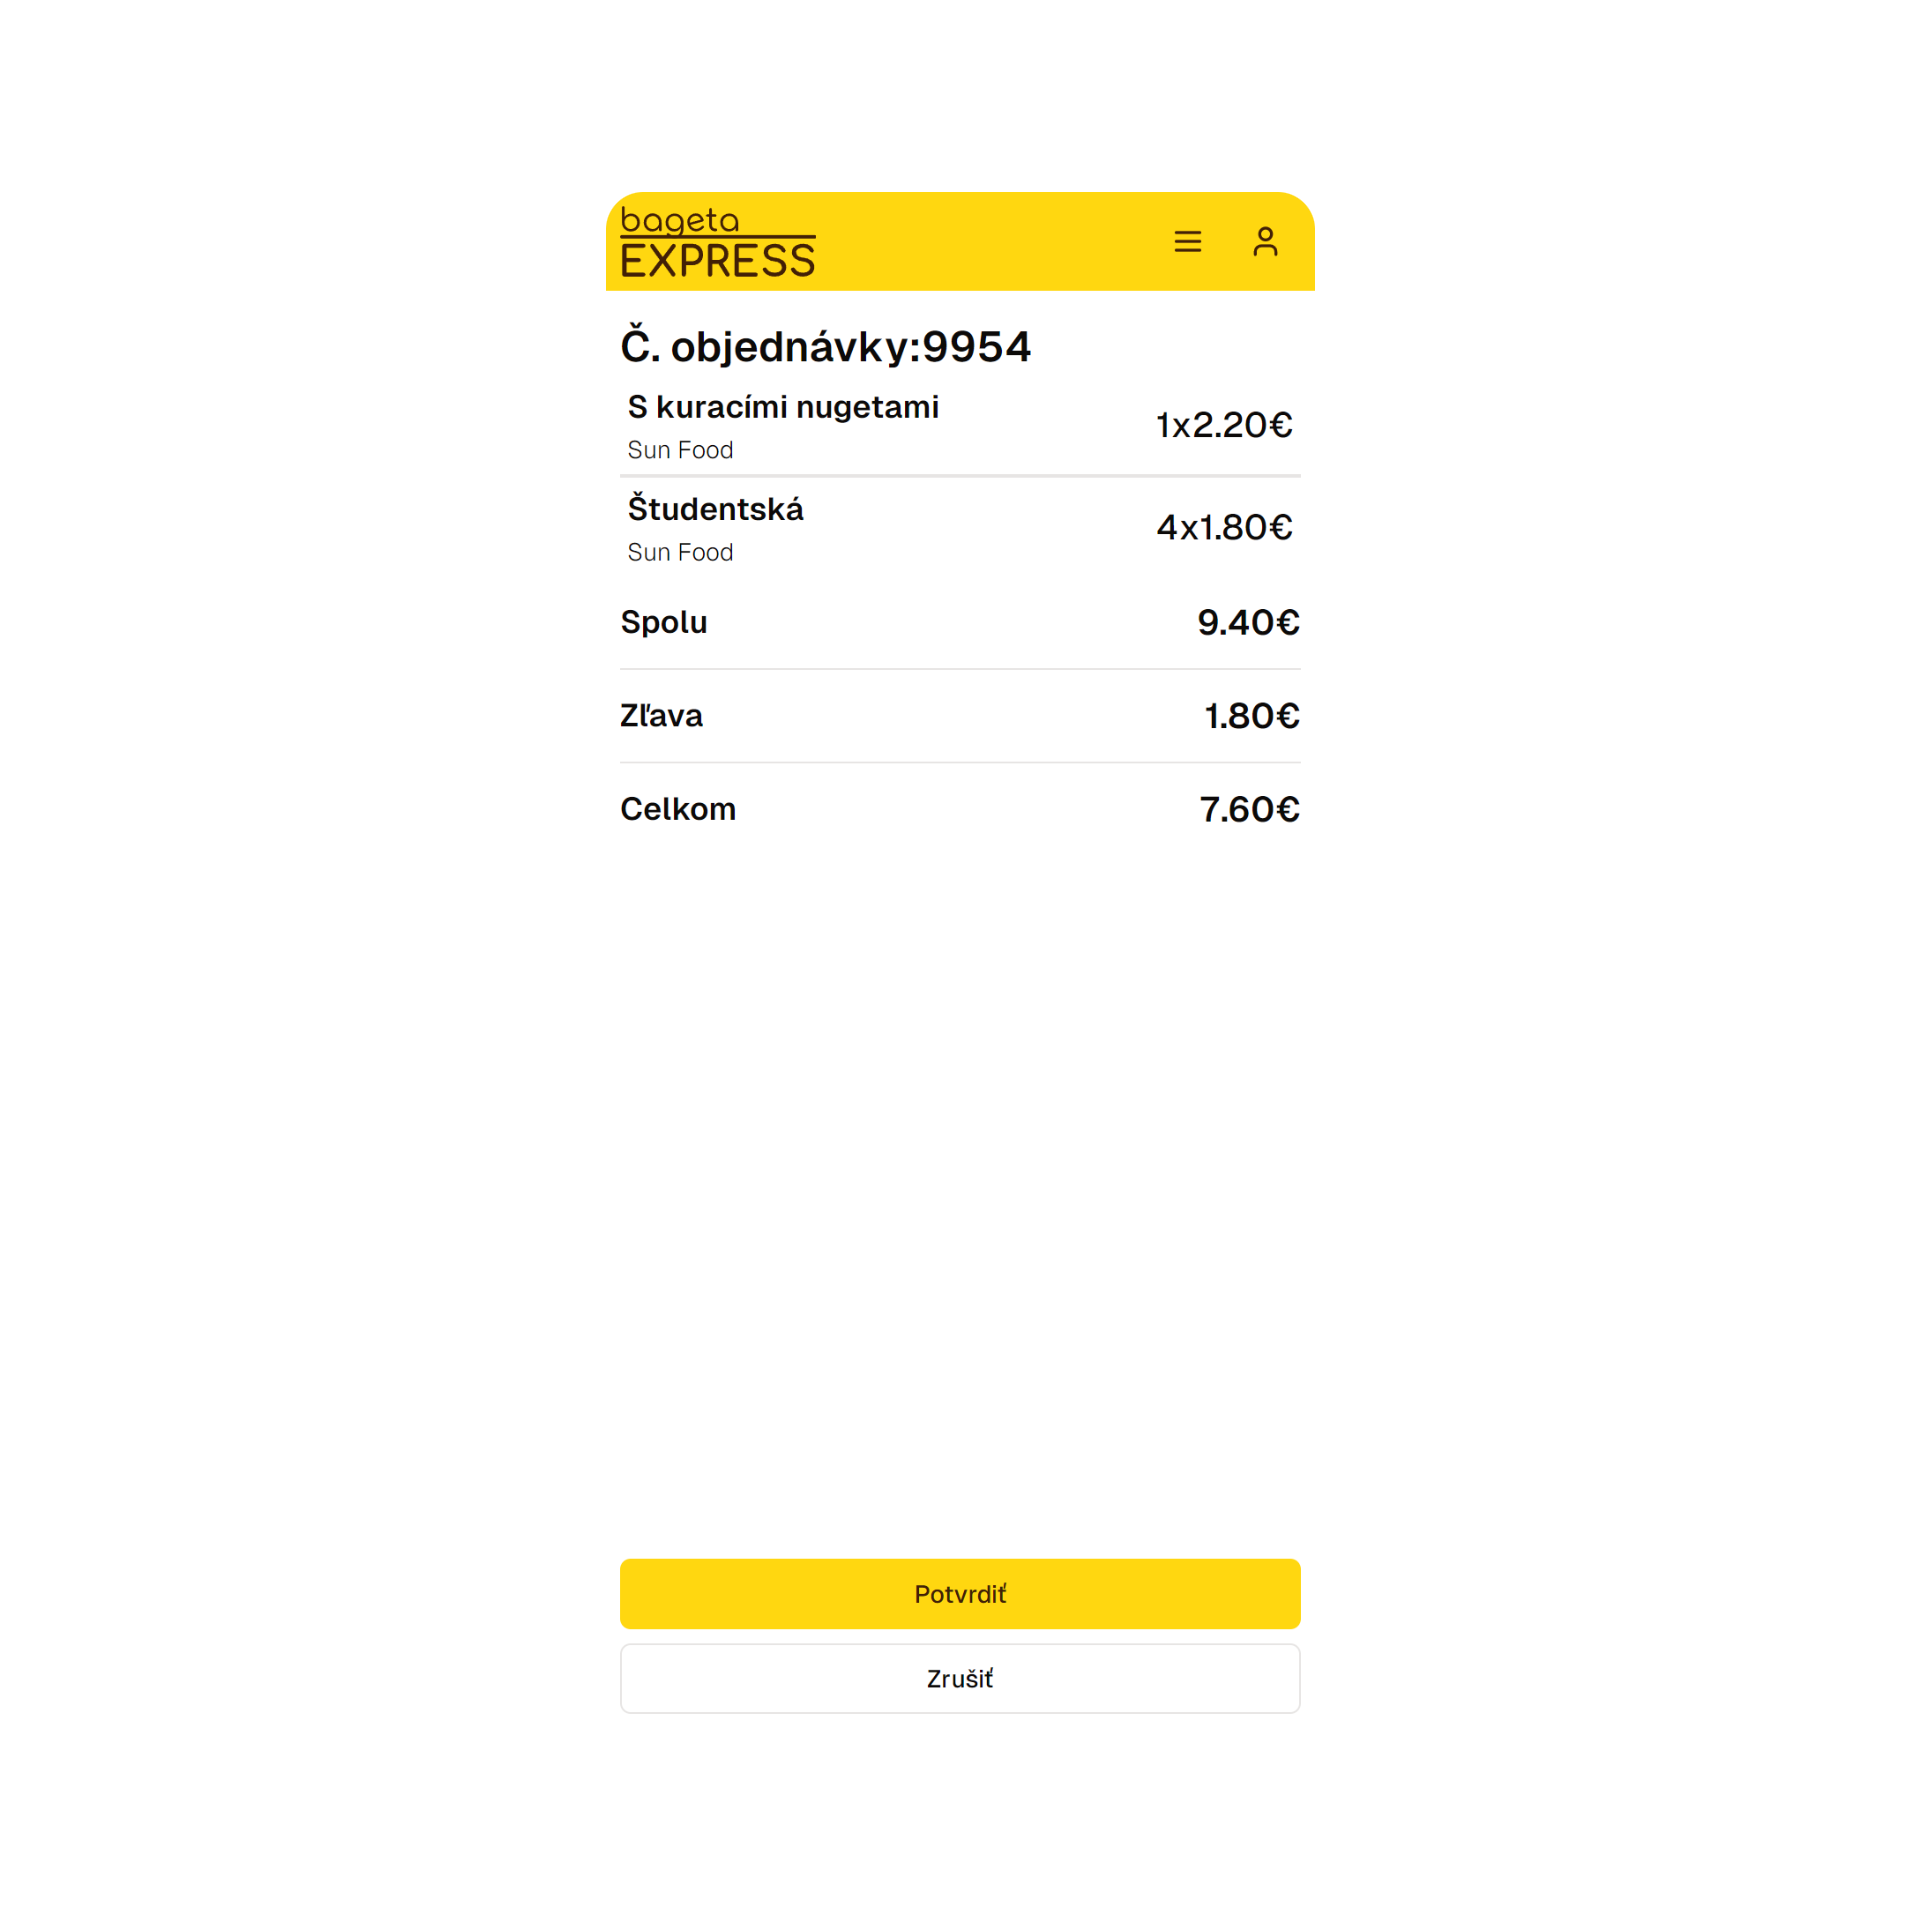 bageta
EXPRESS
Č. objednávky:9954
S kuracími nugetami
Sun Food
1x2.20€
Študentská
Sun Food
4x1.80€
Spolu 9.40€
Zľava 1.80€
Celkom 7.60€
Potvrdiť
Zrušiť